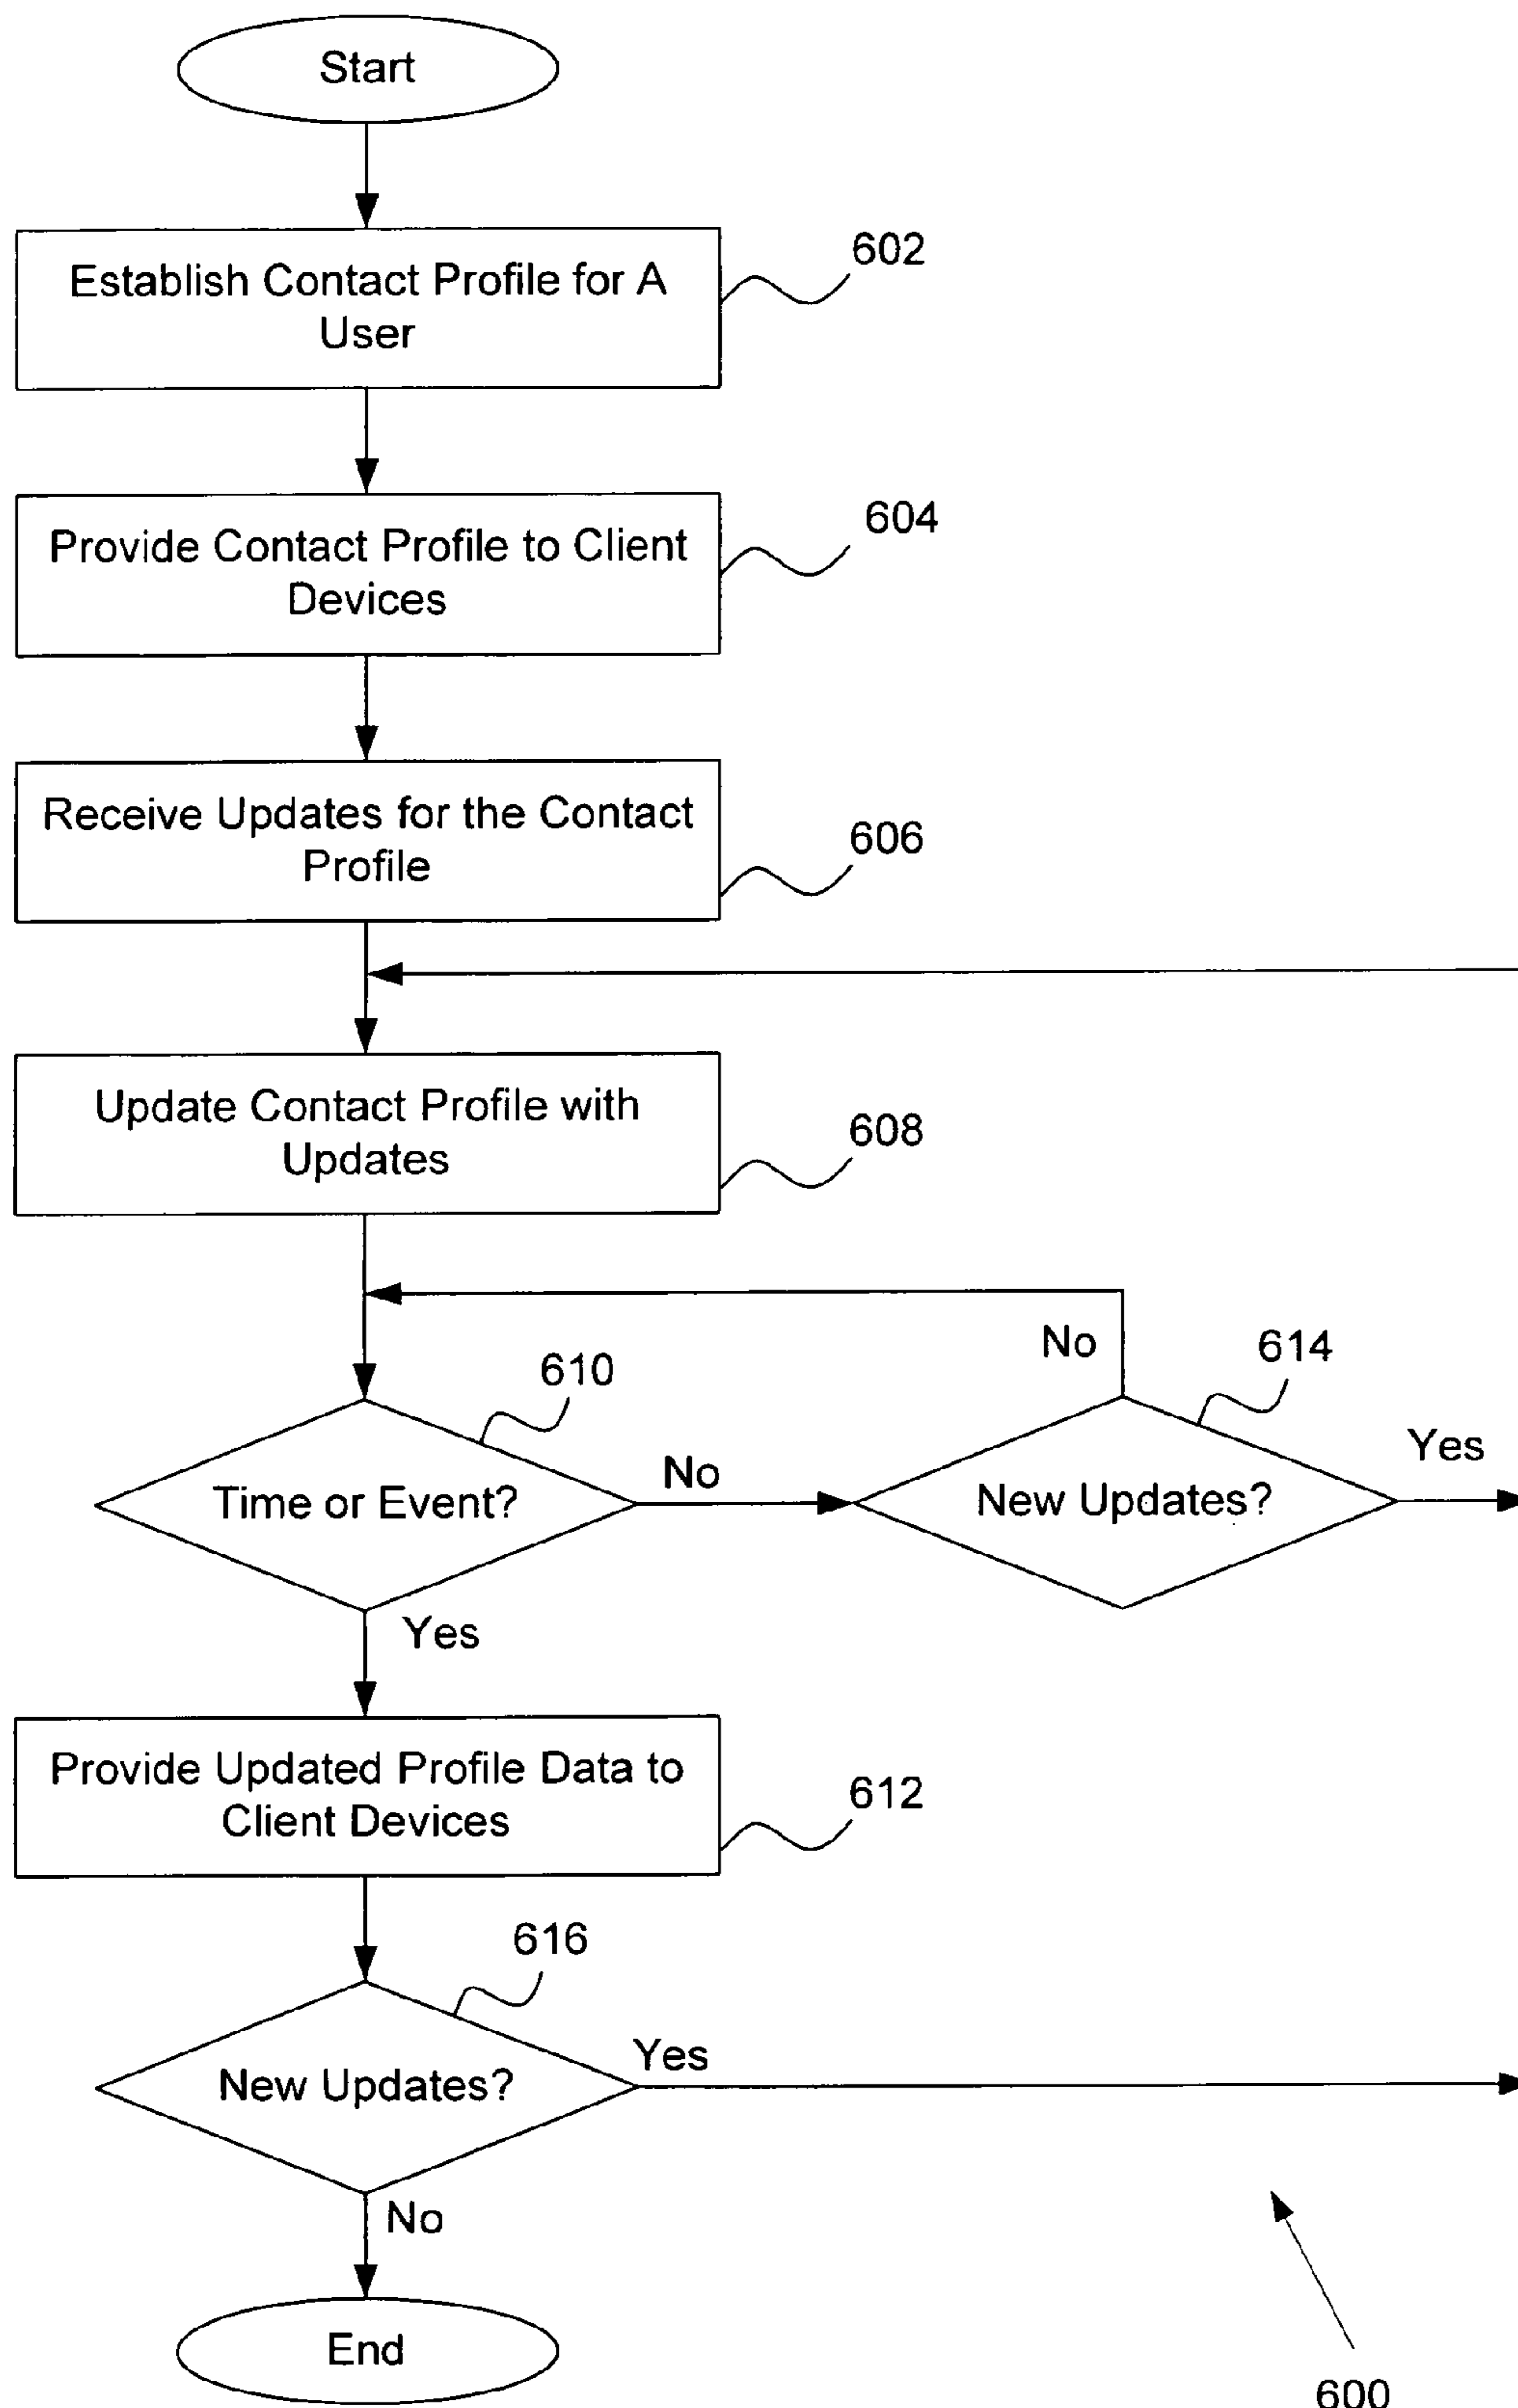 Start
Establish Contact Profile for A
User
602
Provide Contact Profile to Client
Devices
604
Receive Updates for the Contact
Profile
606
Update Contact Profile with
Updates
608
610
Time or Event?
No
Yes
614
New Updates?
No
Yes
Provide Updated Profile Data to
Client Devices
612
616
New Updates?
Yes
No
End
600